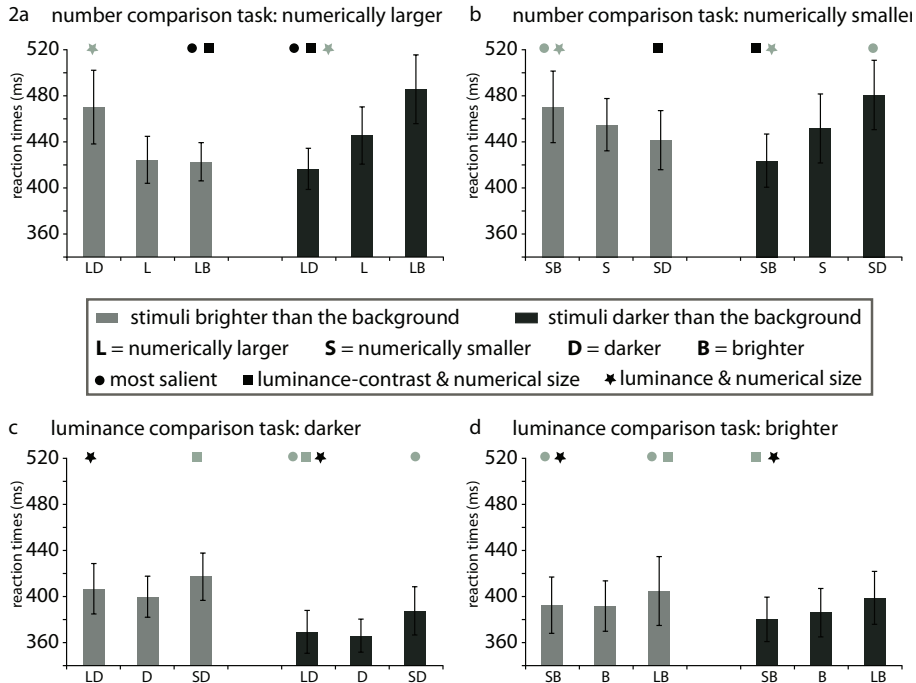 2a number comparison task: numerically larger
520
480
440
400
360
reaction times (ms)
LD L LB LD L LB
b number comparison task: numerically smaller
520
480
440
400
360
reaction times (ms)
SB S SD SB S SD
stimuli brighter than the background stimuli darker than the background
L = numerically larger S = numerically smaller D = darker B = brighter
most salient luminance-contrast & numerical size luminance & numerical size
c luminance comparison task: darker
520
480
440
400
360
reaction times (ms)
LD D SD LD D SD
d luminance comparison task: brighter
520
480
440
400
360
reaction times (ms)
SB B LB SB B LB